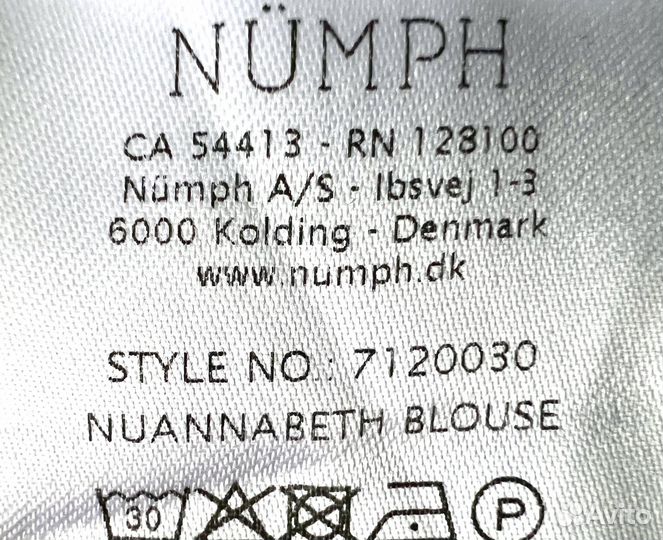 NÜMPH
CA 54413 - RN 128100
Nümph A/S - Ibsvej 1-3
6000 Kolding - Denmark
www.numph.dk
STYLE NO.: 7120030
NUANNABETH BLOUSE
30 P
Avito